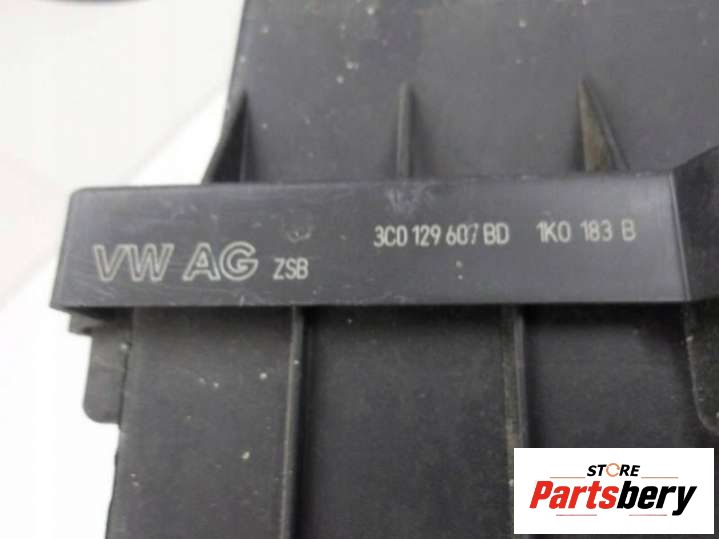 VW AG ZSB 3C0 129 607 BD 1K0 183 B
STORE
Partsbery